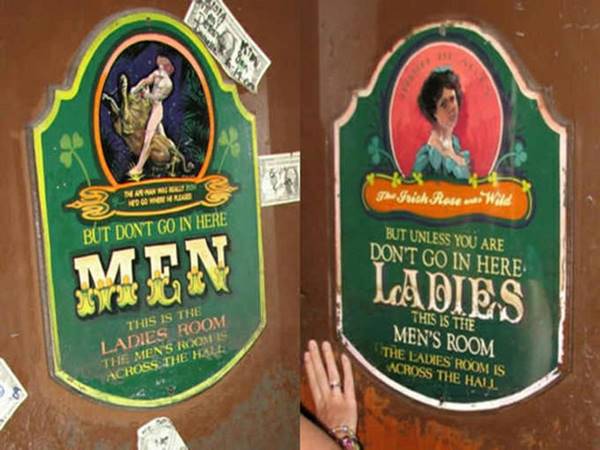 THE APE-MAN WAS REALLY
HE'D GO WHERE HE PLEASED
BUT DON'T GO IN HERE
MEN
THIS IS THE
LADIES ROOM
THE MEN'S ROOM IS
ACROSS THE HALL
The Irish Rose was Wild
BUT UNLESS YOU ARE
DON'T GO IN HERE
LADIES
THIS IS THE
MEN'S ROOM
THE LADIES' ROOM IS
ACROSS THE HALL